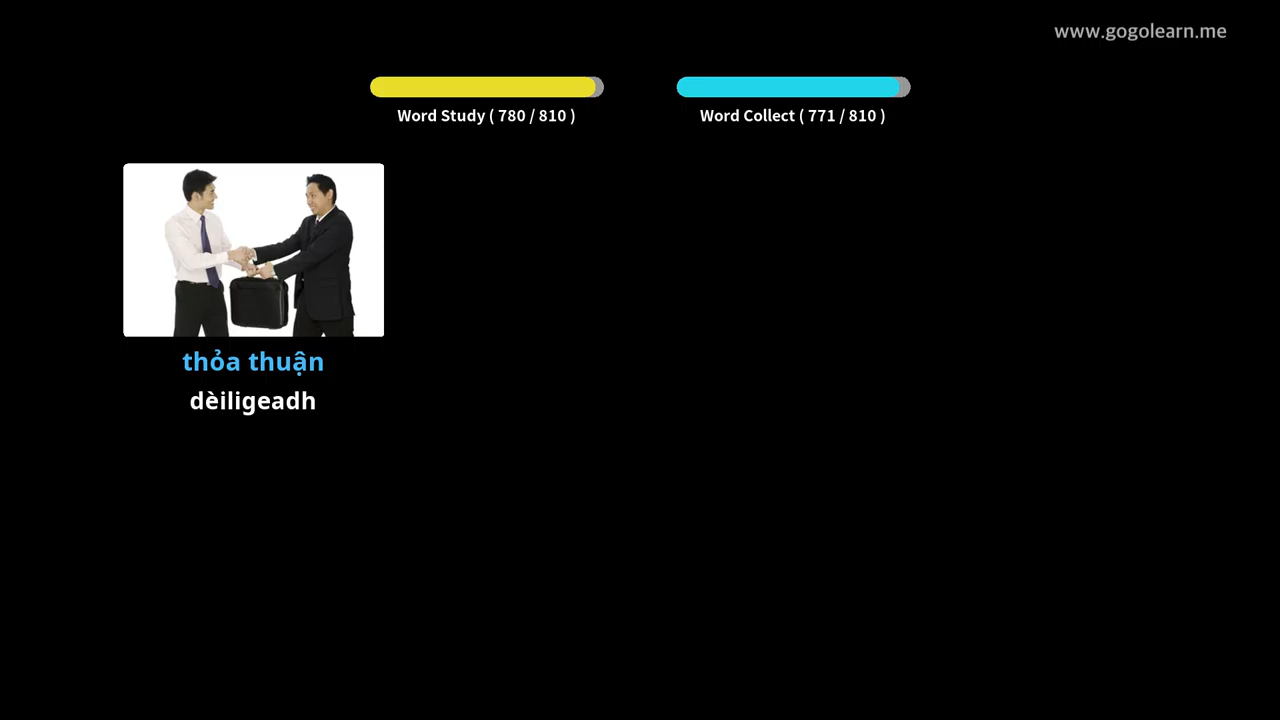 www.gogolearn.me
Word Study ( 780 / 810 )
Word Collect ( 771 / 810 )
thỏa thuận
dèiligeadh